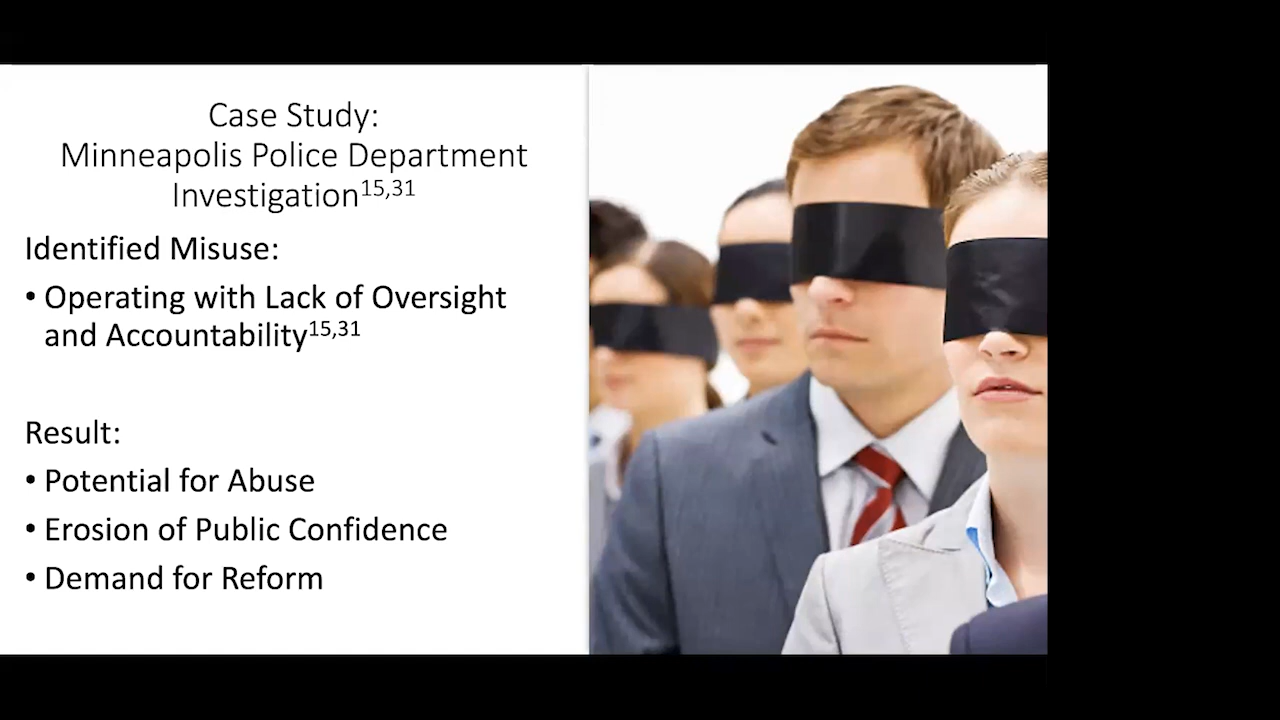 Case Study:
Minneapolis Police Department
Investigation15,31
Identified Misuse:
• Operating with Lack of Oversight
and Accountability15,31
Result:
• Potential for Abuse
• Erosion of Public Confidence
• Demand for Reform